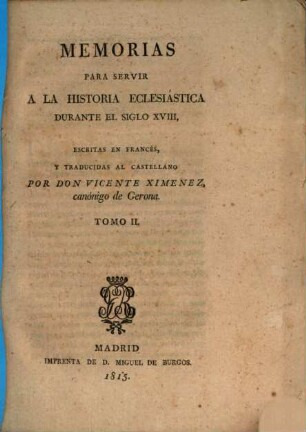 MEMORIAS
PARA SERVIR
A LA HISTORIA ECLESIÁSTICA
DURANTE EL SIGLO XVIII,
ESCRITAS EN FRANCÉS,
Y TRADUCIDAS AL CASTELLANO
POR DON VICENTE XIMENEZ,
canónigo de Gerona.
TOMO II.
MADRID
IMPRENTA DE D. MIGUEL DE BURGOS.
1815.